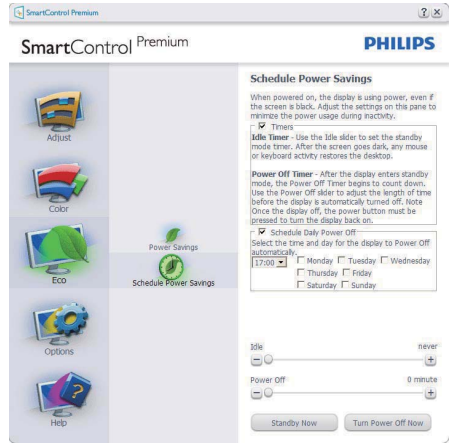 SmartControl Premium
? ×
SmartControl Premium
PHILIPS
Adjust
Color
Eco
Options
Help
Power Savings
Schedule Power Savings
Schedule Power Savings
When powered on, the display is using power, even if
the screen is black. Adjust the settings on this pane to
minimize the power usage during inactivity.
Timers
Idle Timer - Use the Idle slider to set the standby
mode timer. After the screen goes dark, any mouse
or keyboard activity restores the desktop.
Power Off Timer - After the display enters standby
mode, the Power Off Timer begins to count down.
Use the Power Off slider to adjust the length of time
before the display is automatically turned off. Note
Once the display off, the power button must be
pressed to turn the display back on.
Schedule Daily Power Off
Select the time and day for the display to Power Off
automatically.
17:00 Monday Tuesday Wednesday
Thursday Friday
Saturday Sunday
Idle never
Power Off 0 minute
Standby Now Turn Power Off Now